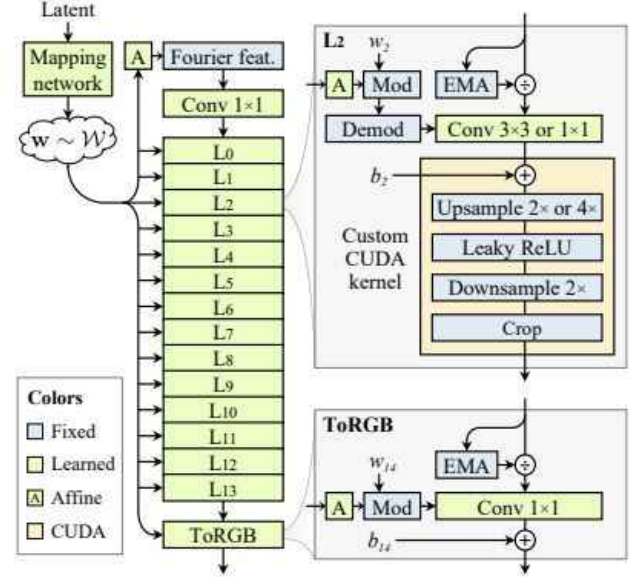 Latent
Mapping
network
w ~ W
A
Fourier feat.
Conv 1×1
L0
L1
L2
L3
L4
L5
L6
L7
L8
L9
L10
L11
L12
L13
ToRGB
Colors
Fixed
Learned
A Affine
CUDA
L2
w2
A
Mod
EMA
÷
Demod
Conv 3×3 or 1×1
b2
+
Custom
CUDA
kernel
Upsample 2× or 4×
Leaky ReLU
Downsample 2×
Crop
ToRGB
w14
EMA
÷
A
Mod
Conv 1×1
b14
+